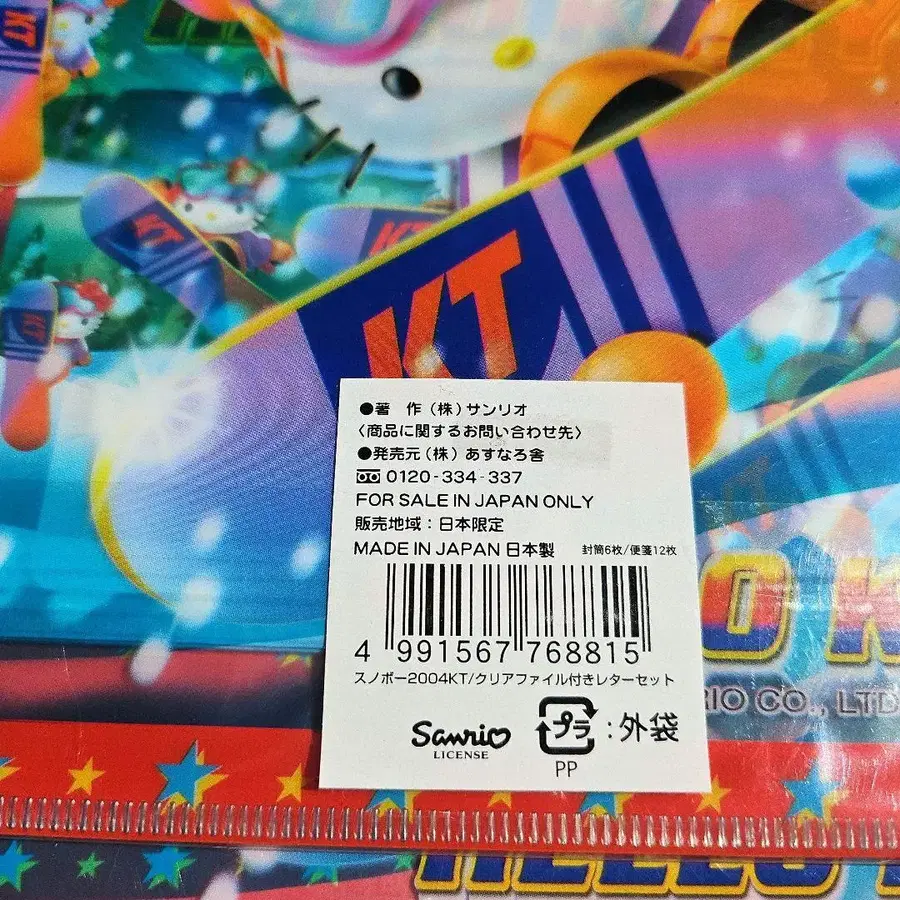 KT
KT
KT
KT
KT
●著 作(株)サンリオ
〈商品に関するお問い合わせ先〉
●発売元(株)あすなろ舎
0120-334-337
FOR SALE IN JAPAN ONLY
販売地域:日本限定
MADE IN JAPAN 日本製 封筒6枚/便箋12枚
4 991567 768815
スノボー2004KT/クリアファイル付きレターセット
Sanrio
LICENSE
プラ:外袋
PP
O K
RIO CO., LTD
HELLO